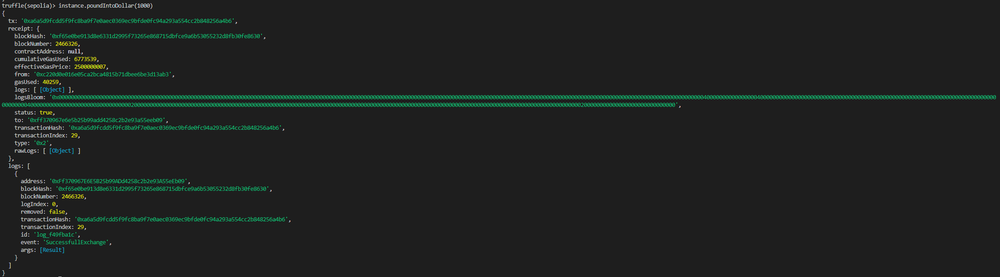 truffle(sepolia)> instance.poundIntoDollar(1000)
{
  tx: '0xa6a5d9fcdd5f9fc8ba9f7e0aec0369ec9bfde0fc94a293a554cc2b848256a4b6',
  receipt: {
    blockHash: '0xf65e0be913d8e6331d2995f73265e868715dbfce9a6b53055232d8fb30fe8630',
    blockNumber: 2466326,
    contractAddress: null,
    cumulativeGasUsed: 6773539,
    effectiveGasPrice: 2500000007,
    from: '0xc220d0e016e05ca2bca4815b71dbee6be3d13ab3',
    gasUsed: 40259,
    logs: [ [Object] ],
    logsBloom: '0x000000000000000000000000000000000000000000000000000000000000000000000000000000000000000000000000000000000000000000000000000000000000000000000000000000000000000000000000000000000000000000000000000000000000000400000000000000004000000000000000000000000000000000000000000000000000000000000000000000000000
0000000040000000000000000000008000000000002000000000000000000000000000000000000000000000000000000000000000000000000000000000000000000000000000000000000000000000000000000000000000000000000200000000000000000000000000000',
    status: true,
    to: '0xff370967e6e5b25b99add4258c2b2e93a55eeb09',
    transactionHash: '0xa6a5d9fcdd5f9fc8ba9f7e0aec0369ec9bfde0fc94a293a554cc2b848256a4b6',
    transactionIndex: 29,
    type: '0x2',
    rawLogs: [ [Object] ]
  },
  logs: [
    {
      address: '0xFf370967E6E5B25b99ADd4258c2b2e93A55eEb09',
      blockHash: '0xf65e0be913d8e6331d2995f73265e868715dbfce9a6b53055232d8fb30fe8630',
      blockNumber: 2466326,
      logIndex: 0,
      removed: false,
      transactionHash: '0xa6a5d9fcdd5f9fc8ba9f7e0aec0369ec9bfde0fc94a293a554cc2b848256a4b6',
      transactionIndex: 29,
      id: 'log_f49fba1c',
      event: 'SuccessfullExchange',
      args: [Result]
    }
  ]
}